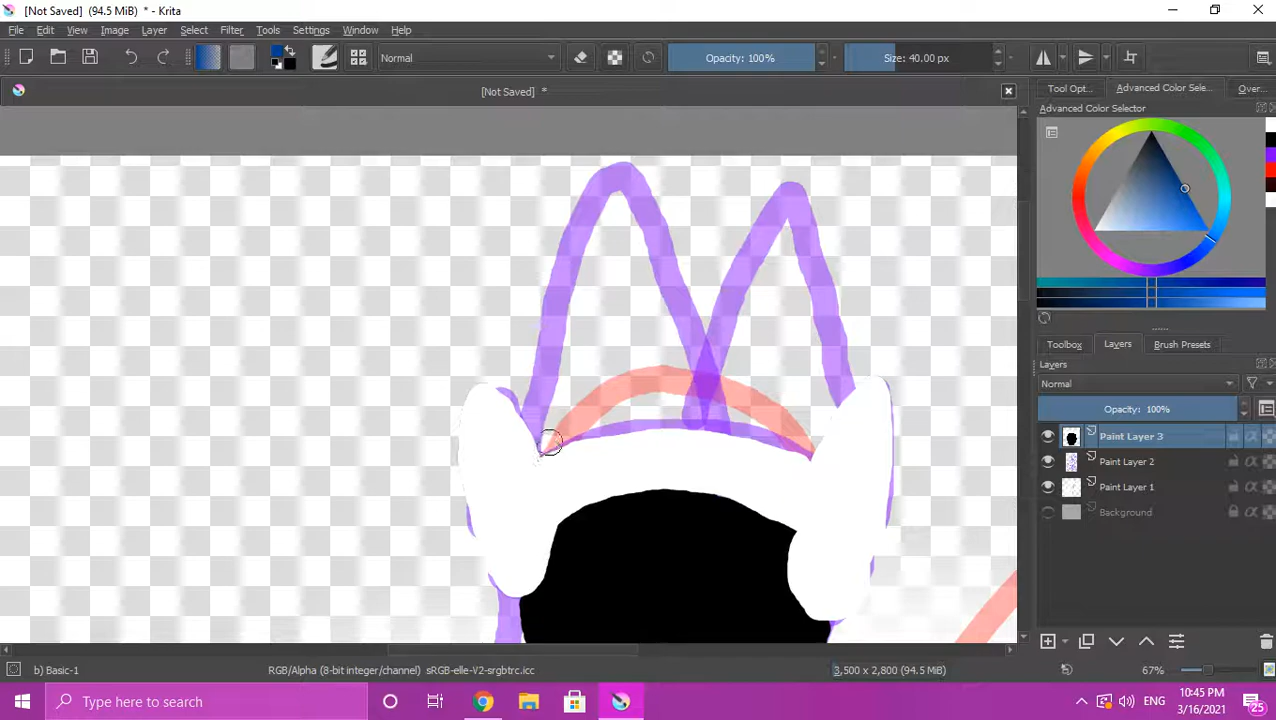 [Not Saved] (94.5 MiB) * - Krita
File Edit View Image Layer Filter Select Tools Settings Window Help
Normal
Opacity: 100%
Size: 40.00 px
[Not Saved] *
Tool Opt...
Advanced Color Sele...
Over...
Advanced Color Selector
Toolbox
Layers
Brush Presets
Layers
Normal
Opacity: 100%
Paint Layer 3
Paint Layer 2
Paint Layer 1
Background
b) Basic-1
RGB/Alpha (8-bit integer/channel) sRGB-elle-V2-srgbtrc.icc
3,500 x 2,800 (94.5 MiB)
67%
Type here to search
ENG
10:45 PM
3/16/2021
25